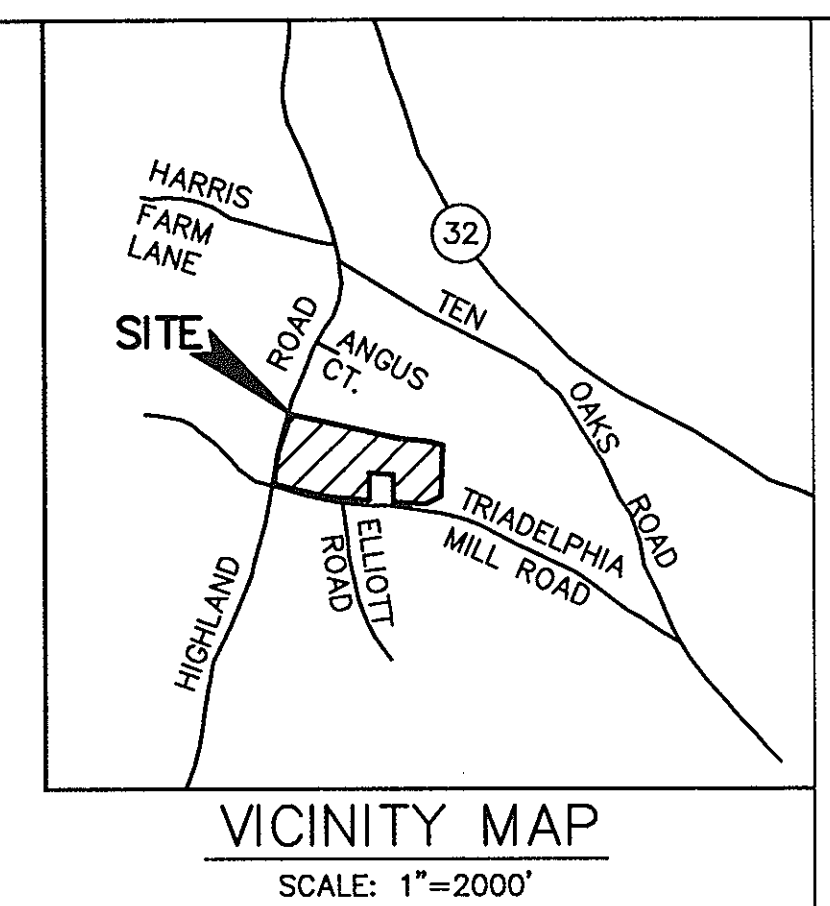 HARRIS
FARM
LANE
32
TEN
OAKS
ROAD
SITE
ROAD
ANGUS
CT.
TRIADELPHIA
MILL ROAD
ELLIOTT
ROAD
HIGHLAND
VICINITY MAP
SCALE: 1"=2000'